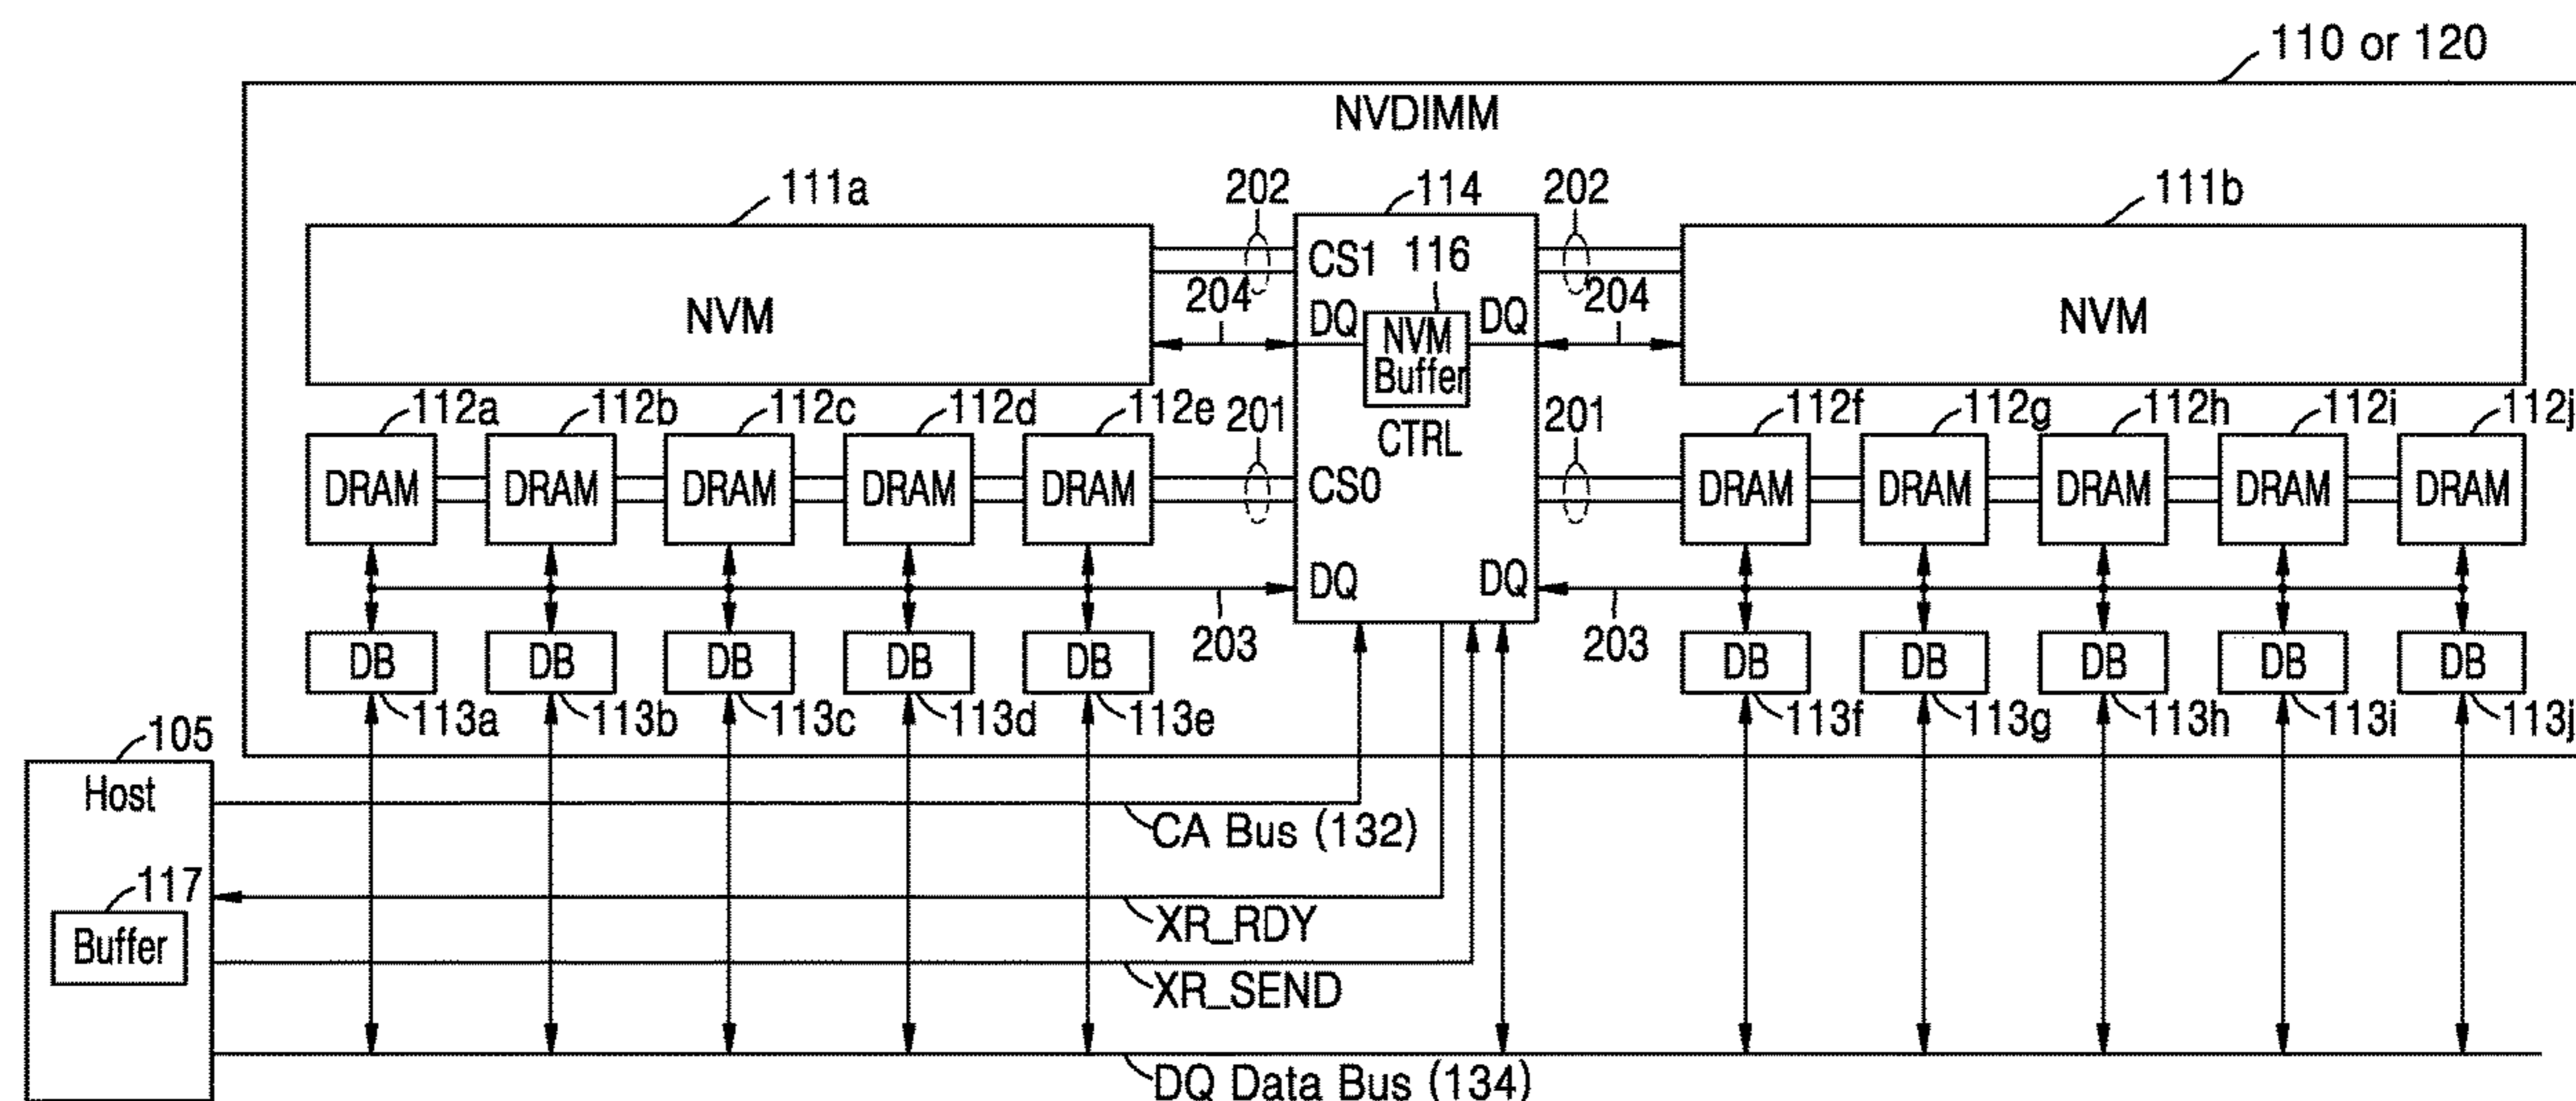 110 or 120
NVDIMM
111a
202
114
202
111b
CS1
116
NVM
204
DQ
NVM
Buffer
DQ
204
NVM
112a
112b
112c
112d
112e
201
CTRL
201
112f
112g
112h
112i
112j
DRAM
DRAM
DRAM
DRAM
DRAM
CS0
DRAM
DRAM
DRAM
DRAM
DRAM
DQ
DQ
203
203
DB
DB
DB
DB
DB
DB
DB
DB
DB
DB
113a
113b
113c
113d
113e
113f
113g
113h
113i
113j
105
Host
CA Bus (132)
117
Buffer
XR_RDY
XR_SEND
DQ Data Bus (134)